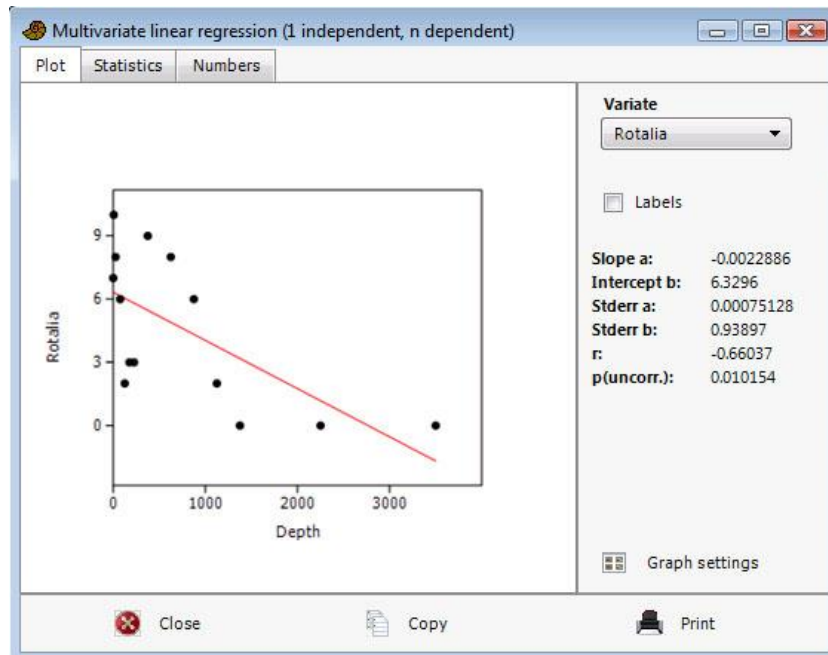 Multivariate linear regression (1 independent, n dependent)
Plot Statistics Numbers
Variate
Rotalia
Labels
Slope a: -0.0022886
Intercept b: 6.3296
Stderr a: 0.00075128
Stderr b: 0.93897
r: -0.66037
p(uncorr.): 0.010154
9
6
3
0
Rotalia
0 1000 2000 3000
Depth
Graph settings
Close Copy Print